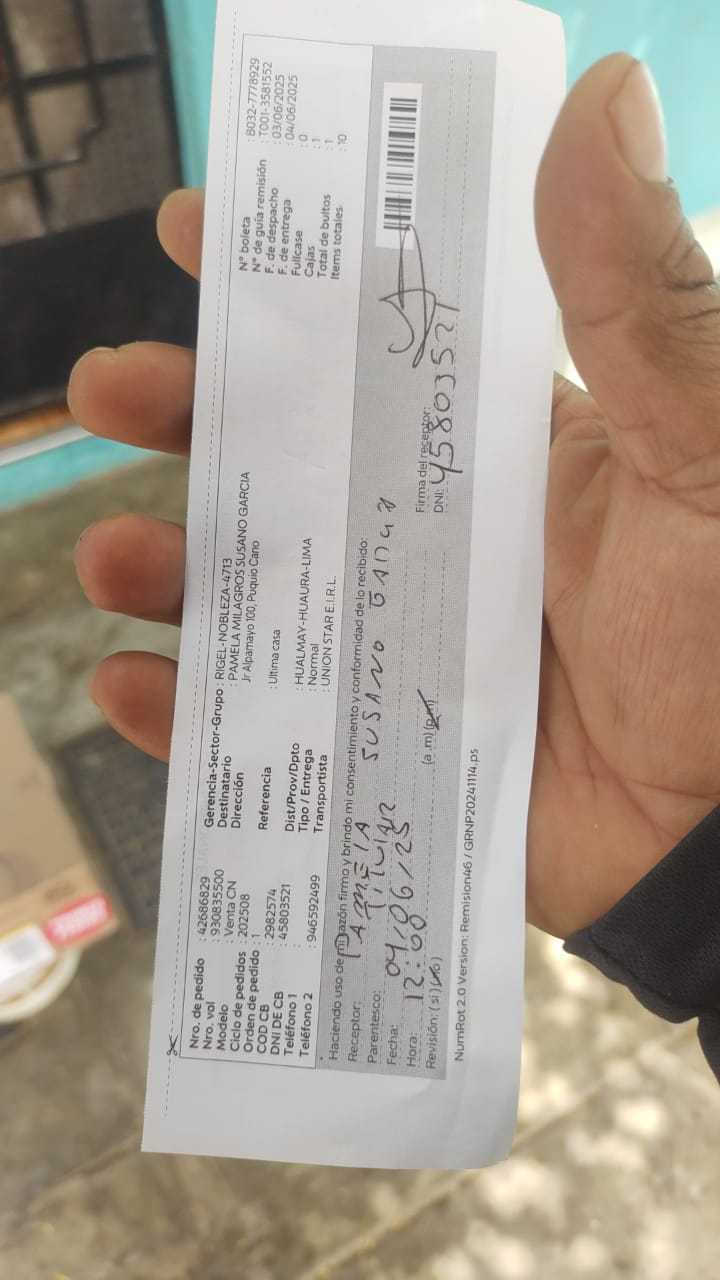 Nro. de pedido : 42686829
Nro. vol : 930835500
Modelo : Venta CN
Ciclo de pedidos : 202508
Orden de pedido : 1
COD CB : 2982574
DNI DE CB : 45803521
Teléfono 1 :
Teléfono 2 : 946592499
Gerencia-Sector-Grupo : RIGEL-NOBLEZA-4713
Destinatario : PAMELA MILAGROS SUSANO GARCIA
Dirección Jr Alpamayo 100, Puquio Cano
Referencia : Ultima casa
Dist/Prov/Dpto : HUALMAY-HUAURA-LIMA
Tipo / Entrega : Normal
Transportista : UNION STAR E.I.R.L.
N° boleta : B032-7778929
N° de guía remisión : T001-3581552
F. de despacho : 03/06/2025
F. de entrega : 04/06/2025
Fullcase : 0
Cajas : 1
Total de bultos : 1
Items totales: : 10
Haciendo uso de mi razón firmo y brindo mi consentimiento y conformidad de lo recibido:
Receptor: PAMELA SUSANO
Parentesco: Titular
Fecha: 04/06/25
Hora: 12:00 (a .m) (p.m)
Revisión: ( si ) (no)
Firma del receptor:
DNI: 45803521
NumRot 2.0 Version: Remision46 / GRNP20241114.ps